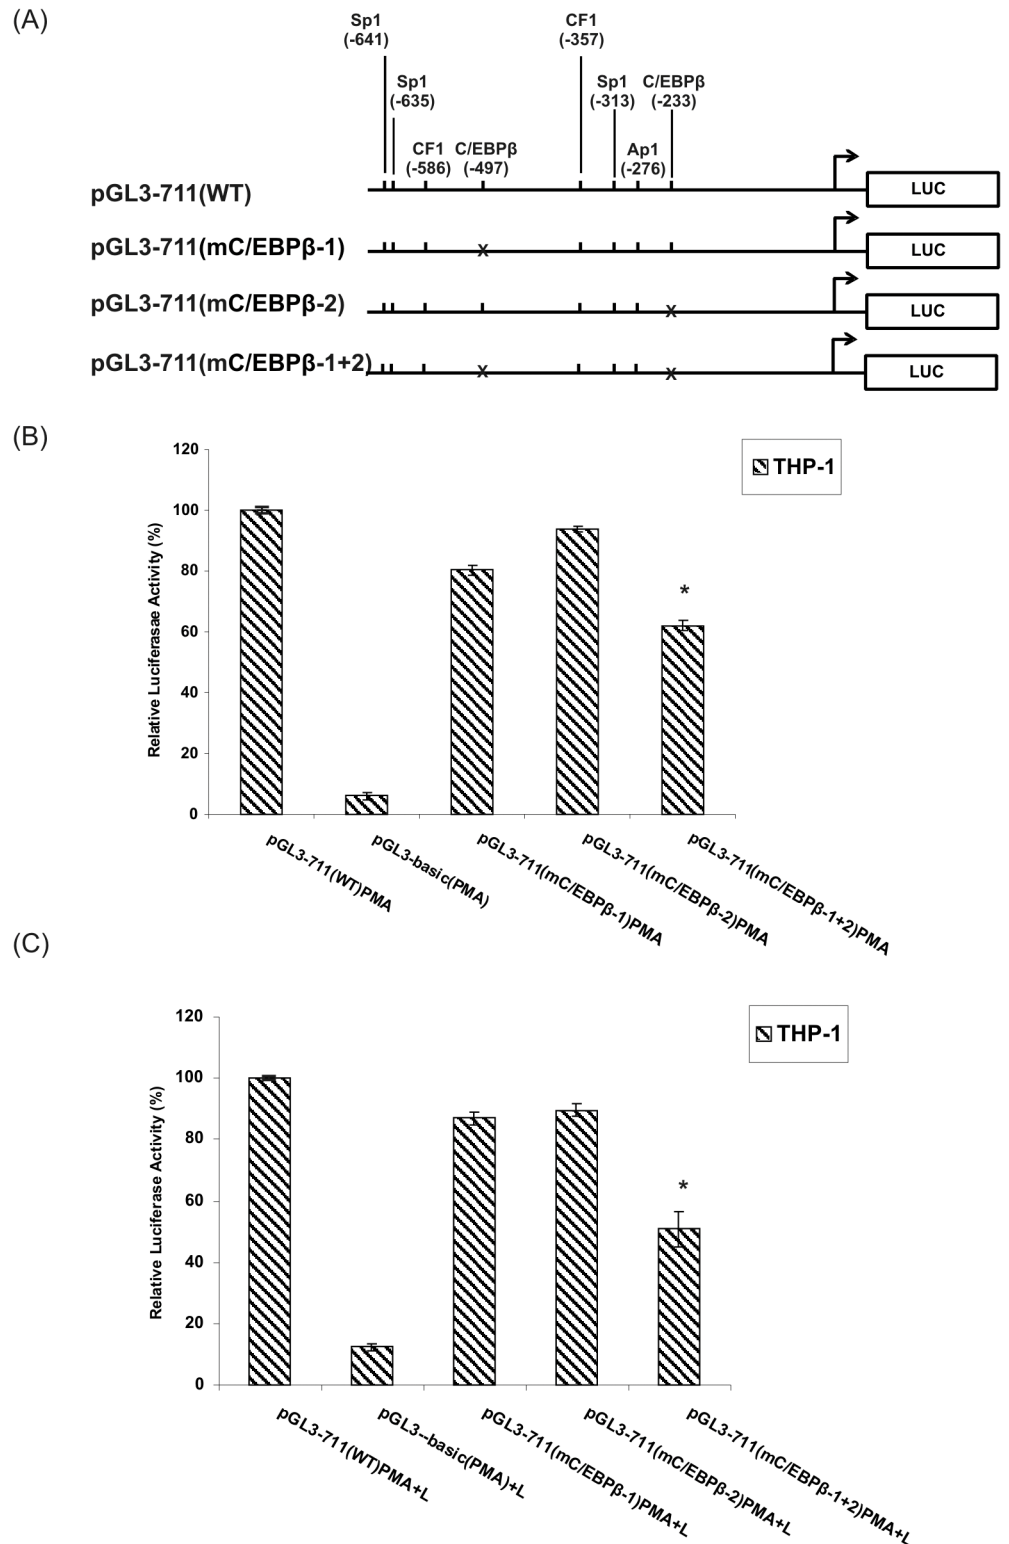 (A)
Sp1
(-641)
CF1
(-357)
Sp1
(-635)
Sp1
(-313)
C/EBPβ
(-233)
CF1
(-586)
C/EBPβ
(-497)
Ap1
(-276)
pGL3-711(WT)
LUC
pGL3-711(mC/EBPβ-1)
x
LUC
pGL3-711(mC/EBPβ-2)
x
LUC
pGL3-711(mC/EBPβ-1+2)
x
x
LUC
(B)
THP-1
Relative Luciferasae Activity (%)
120
100
80
60
40
20
0
*
pGL3-711(WT)PMA
pGL3-basic(PMA)
pGL3-711(mC/EBPβ-1)PMA
pGL3-711(mC/EBPβ-2)PMA
pGL3-711(mC/EBPβ-1+2)PMA
(C)
THP-1
Relative Luciferase Activity (%)
120
100
80
60
40
20
0
*
pGL3-711(WT)PMA+L
pGL3--basic(PMA)+L
pGL3-711(mC/EBPβ-1)PMA+L
pGL3-711(mC/EBPβ-2)PMA+L
pGL3-711(mC/EBPβ-1+2)PMA+L